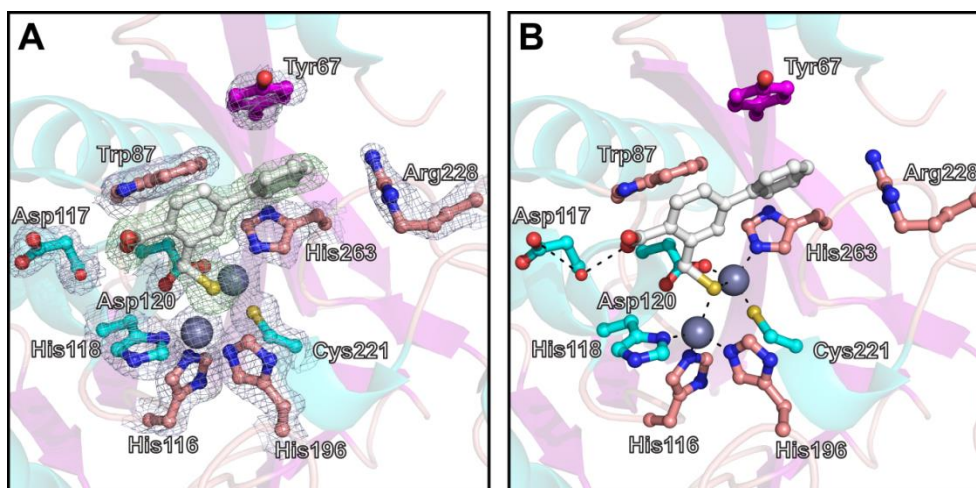 A
Tyr67
Trp87
Arg228
Asp117
His263
Asp120
His118
Cys221
His116
His196
B
Tyr67
Trp87
Arg228
Asp117
His263
Asp120
His118
Cys221
His116
His196